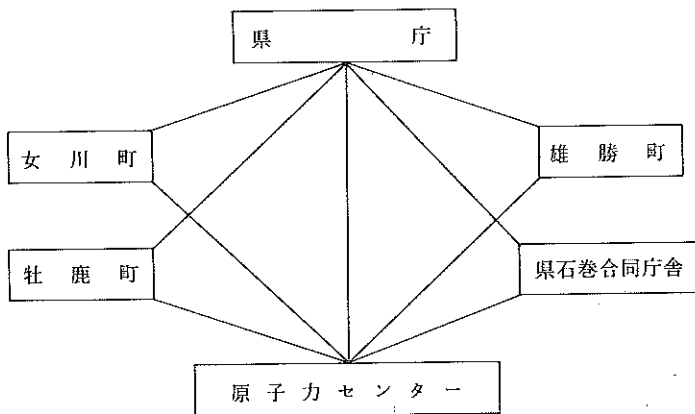 県庁
女川町
雄勝町
牡鹿町
県石巻合同庁舎
原子力センター